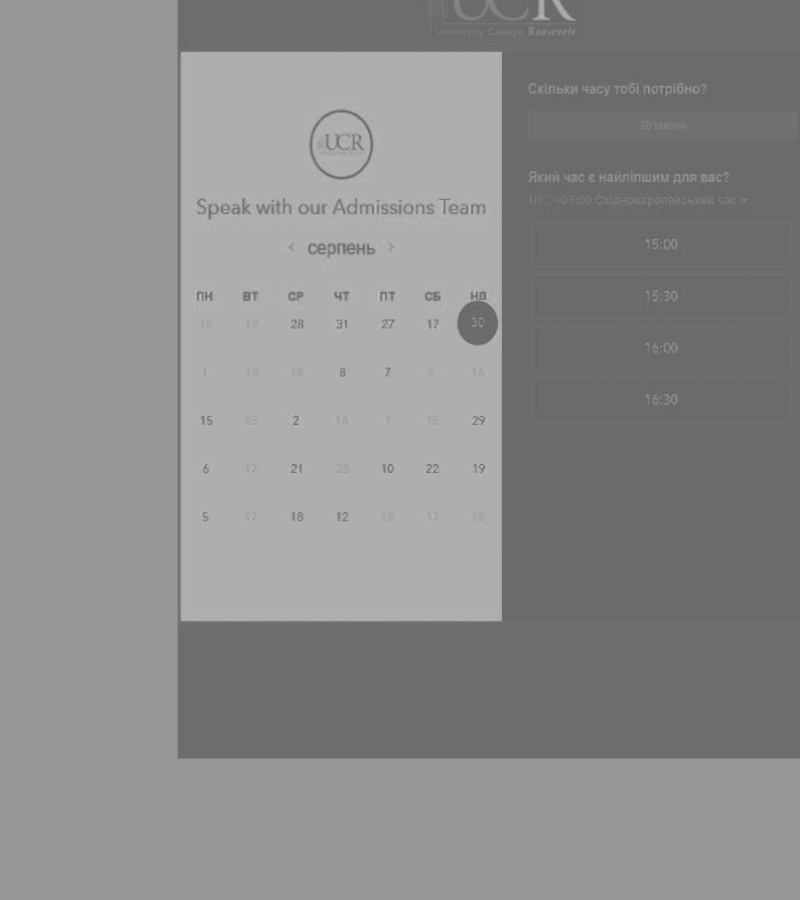 UCR
University College Roosevelt
UCR
Speak with our Admissions Team
< серпень >
ПН ВТ СР ЧТ ПТ СБ НД
18 19 28 31 27 17 30
1 13 18 8 7 5 16
15 15 2 16 7 15 29
6 17 21 20 10 22 19
5 17 18 12 18 17 18
Скільки часу тобі потрібно?
30 хвилин
Який час є найліпшим для вас?
UTC +03:00 Східноєвропейський час
15:00
15:30
16:00
16:30